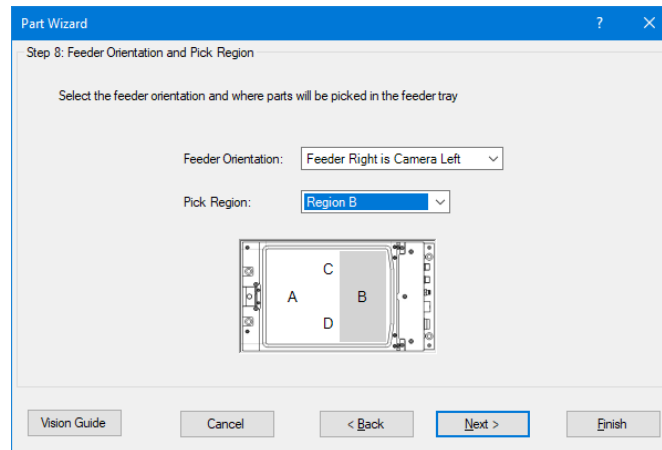 Part Wizard ? ✕
Step 8: Feeder Orientation and Pick Region
Select the feeder orientation and where parts will be picked in the feeder tray
Feeder Orientation: Feeder Right is Camera Left
Pick Region: Region B
C
A B
D
Vision Guide Cancel < Back Next > Finish